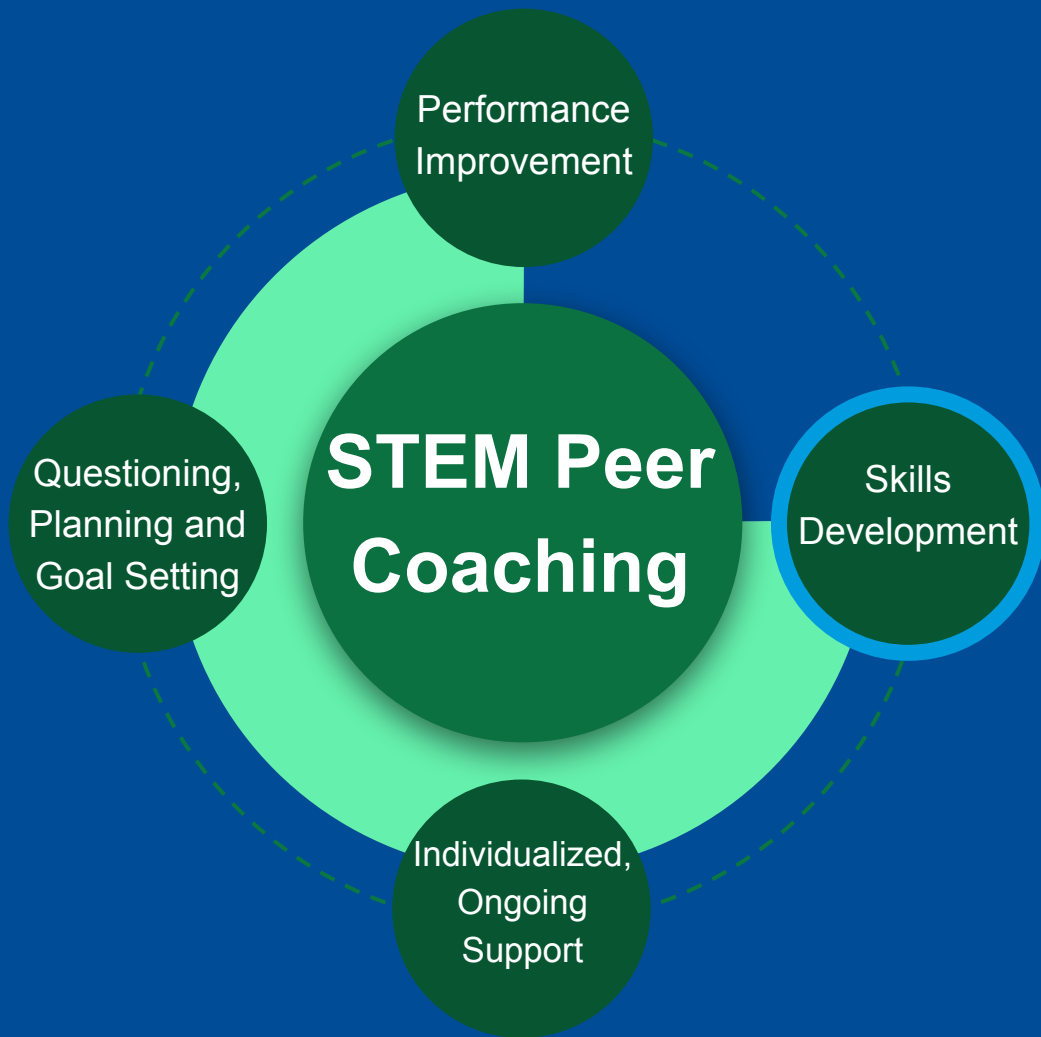 Performance
Improvement
STEM Peer
Coaching
Questioning,
Planning and
Goal Setting
Skills
Development
Individualized,
Ongoing
Support